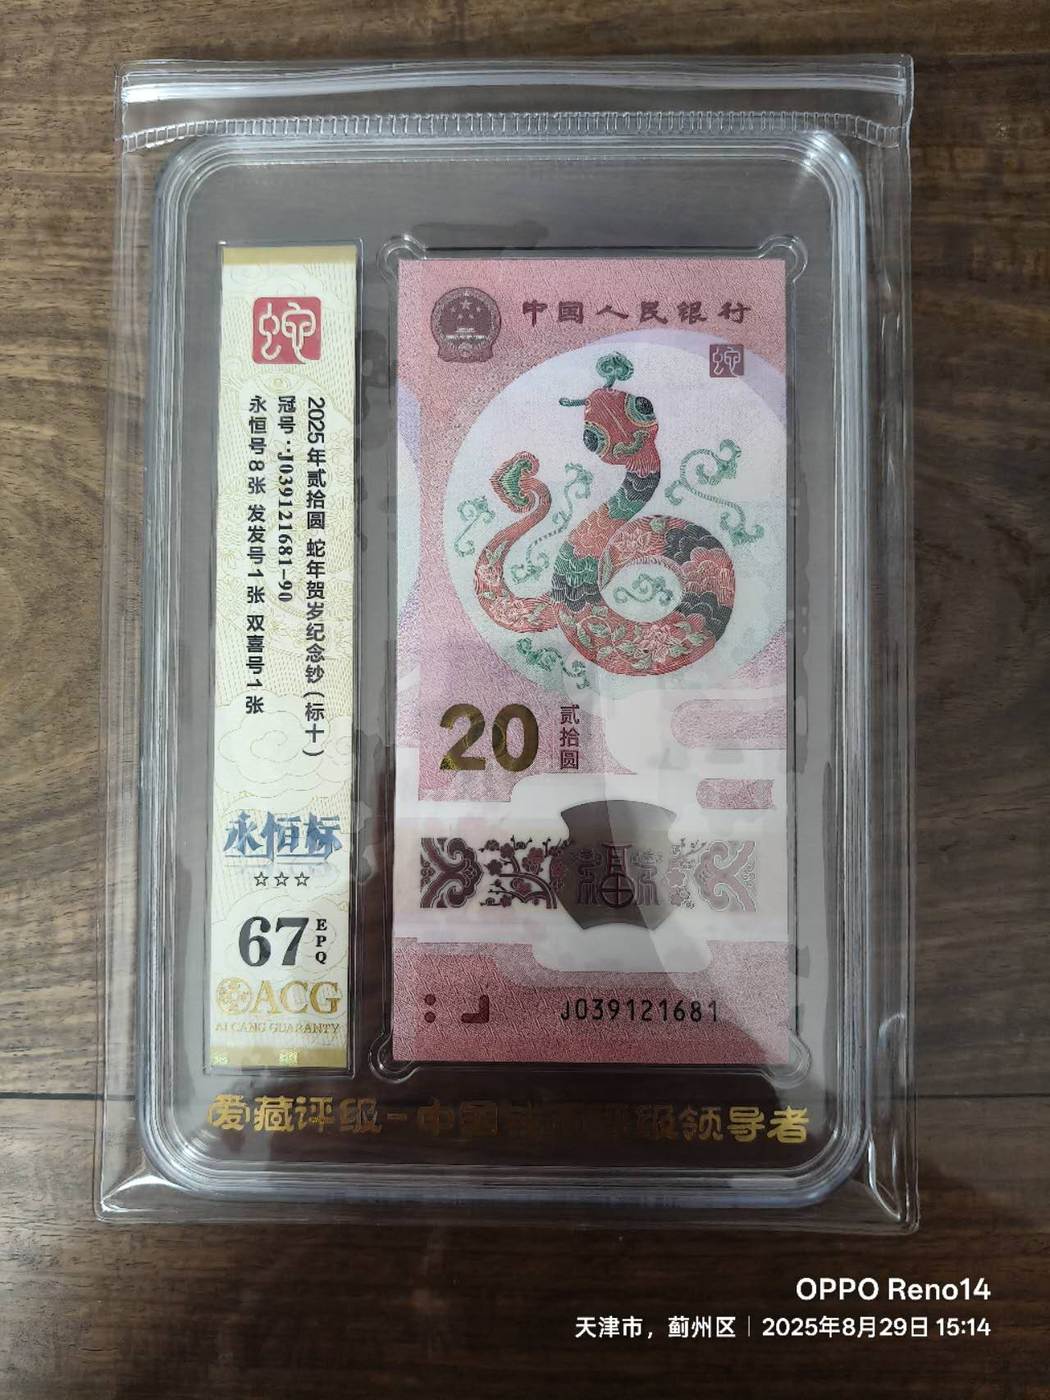 蛇
2025年贰拾圆 蛇年贺岁纪念钞(标十)
冠号:J039121681-90
永恒号8张 发发号1张 双喜号1张
永恒标
☆☆☆
67
EPQ
ACG
AI CANG GUARANTY
中国人民银行
蛇
20
贰拾圆
福
J039121681
爱藏评级-中国
级领导者
OPPO Reno14
天津市，蓟州区 | 2025年8月29日 15:14